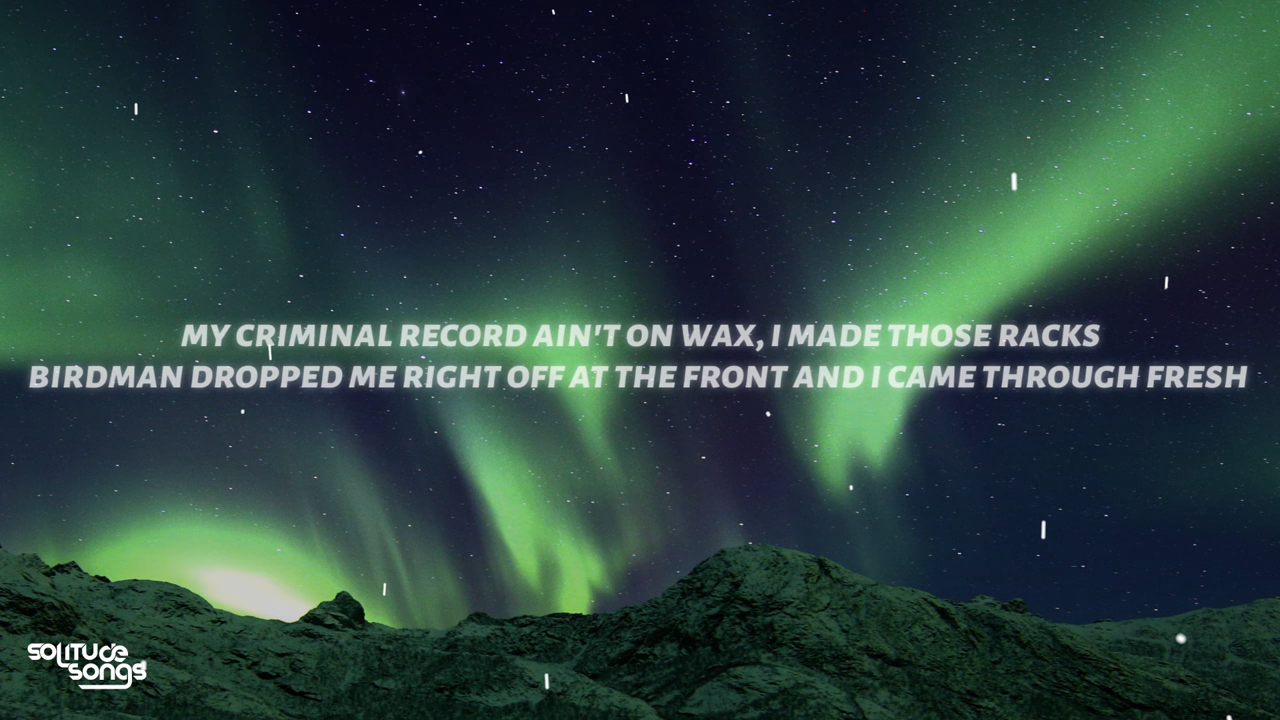 MY CRIMINAL RECORD AIN'T ON WAX, I MADE THOSE RACKS
BIRDMAN DROPPED ME RIGHT OFF AT THE FRONT AND I CAME THROUGH FRESH
solitude
songs